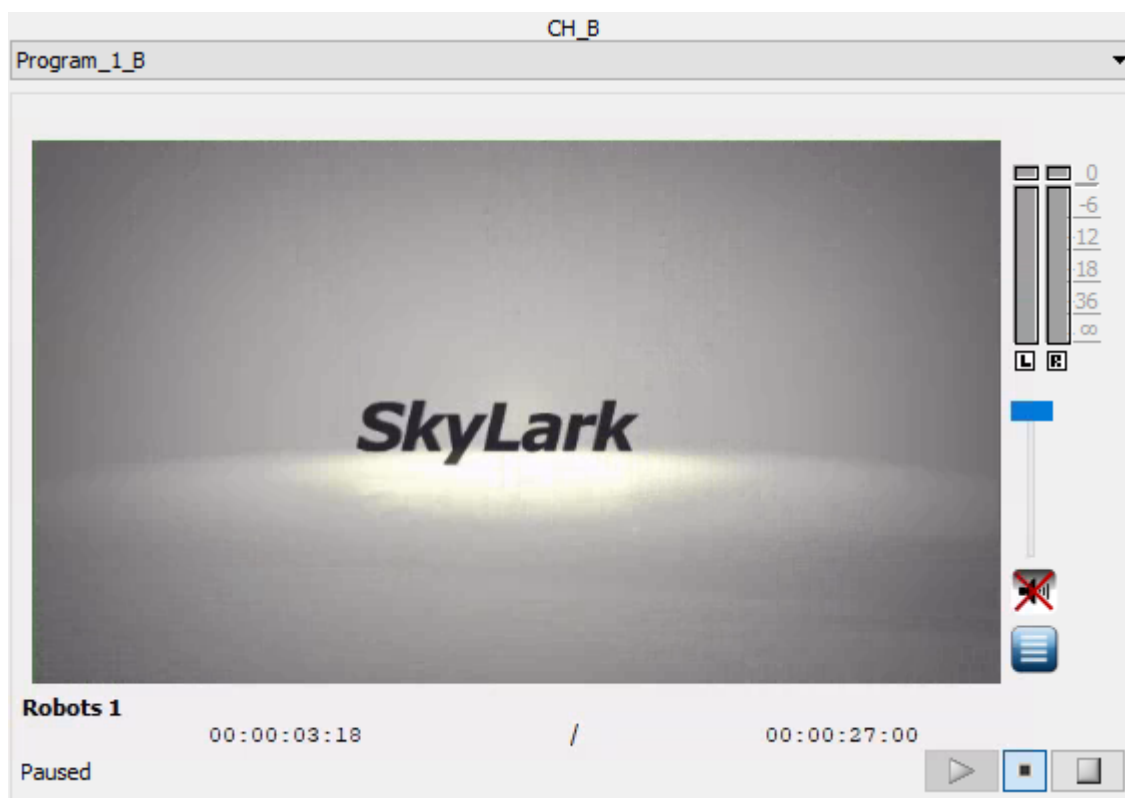 CH_B
Program_1_B
SkyLark
0
-6
-12
-18
-36
∞
L R
Robots 1
00:00:03:18 / 00:00:27:00
Paused